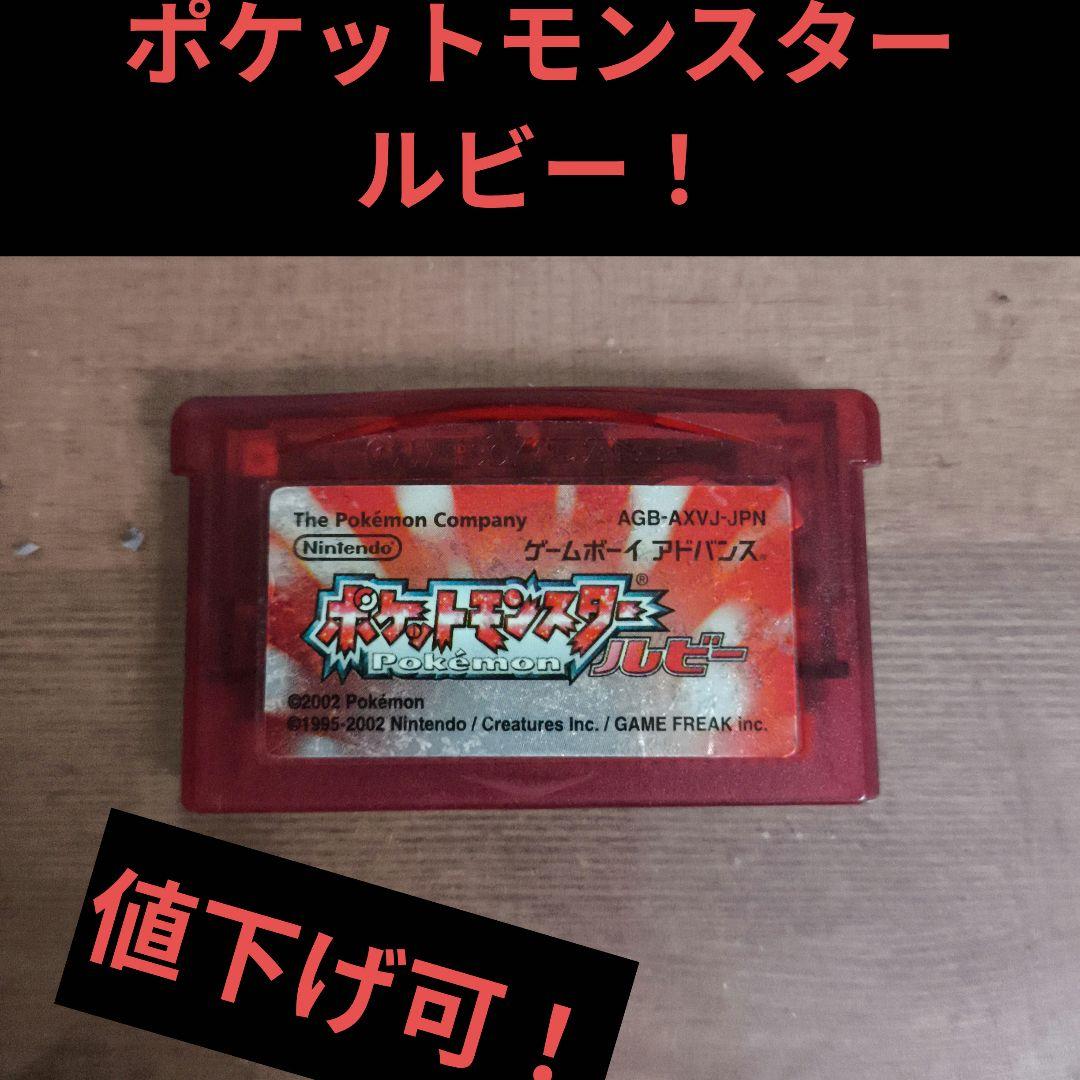 ポケットモンスター
ルビー！
The Pokémon Company
AGB-AXVJ-JPN
Nintendo
ゲームボーイ アドバンス
ポケットモンスター®
Pokémon
ルビー
©2002 Pokémon
©1995-2002 Nintendo / Creatures Inc. / GAME FREAK inc.
値下げ可！